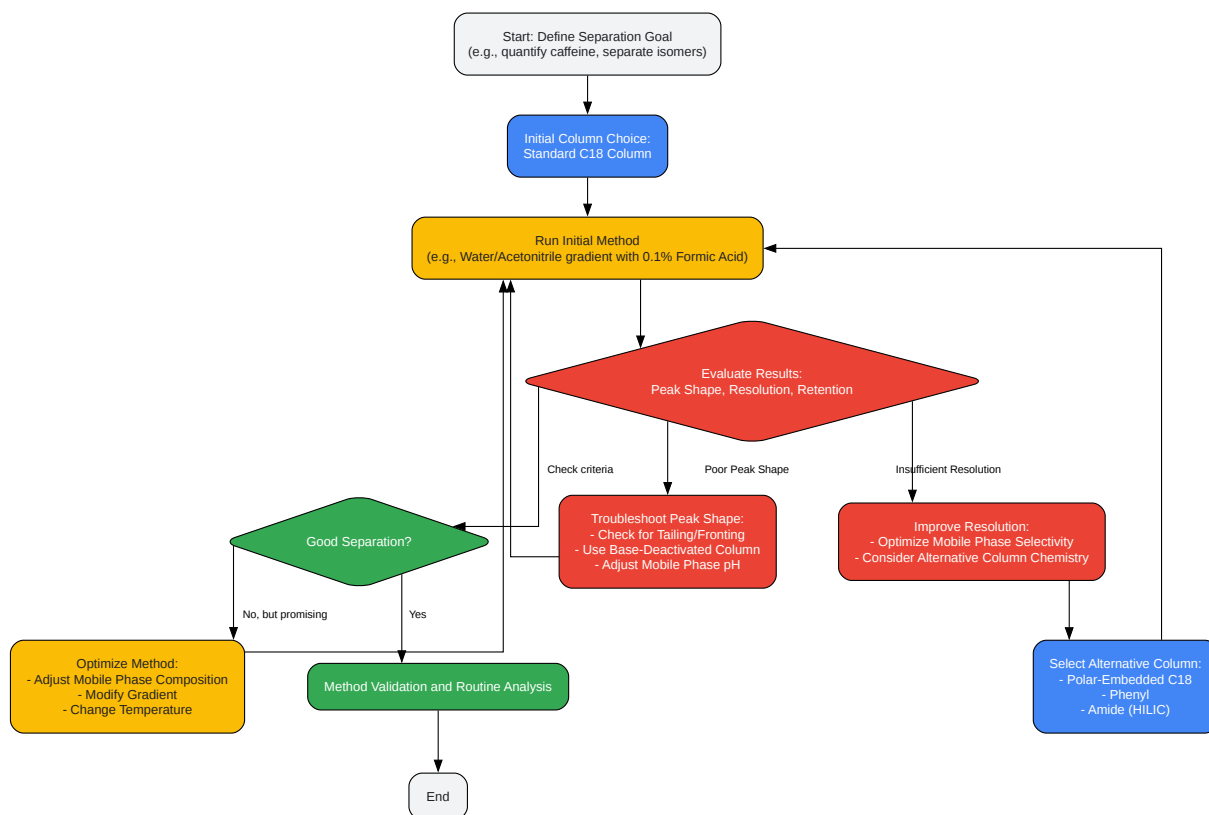 Start: Define Separation Goal
(e.g., quantify caffeine, separate isomers)
Initial Column Choice:
Standard C18 Column
Run Initial Method
(e.g., Water/Acetonitrile gradient with 0.1% Formic Acid)
Evaluate Results:
Peak Shape, Resolution, Retention
Check criteria
Poor Peak Shape
Insufficient Resolution
Good Separation?
Troubleshoot Peak Shape:
- Check for Tailing/Fronting
- Use Base-Deactivated Column
- Adjust Mobile Phase pH
Improve Resolution:
- Optimize Mobile Phase Selectivity
- Consider Alternative Column Chemistry
No, but promising
Yes
Optimize Method:
- Adjust Mobile Phase Composition
- Modify Gradient
- Change Temperature
Method Validation and Routine Analysis
Select Alternative Column:
- Polar-Embedded C18
- Phenyl
- Amide (HILIC)
End